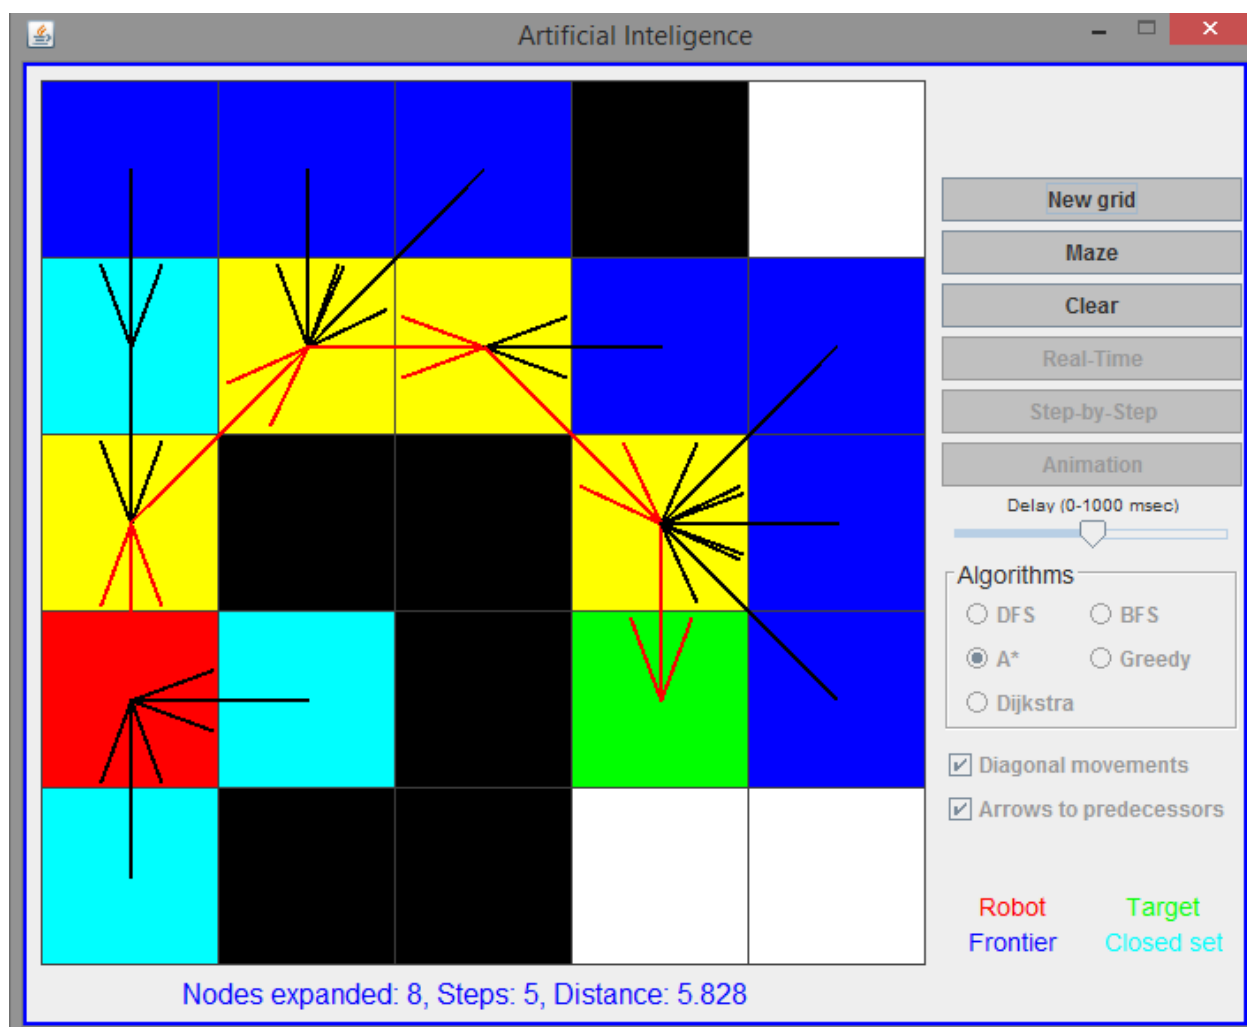 Artificial Inteligence
New grid
Maze
Clear
Real-Time
Step-by-Step
Animation
Delay (0-1000 msec)
Algorithms
DFS BFS
A* Greedy
Dijkstra
Diagonal movements
Arrows to predecessors
Robot Target
Frontier Closed set
Nodes expanded: 8, Steps: 5, Distance: 5.828